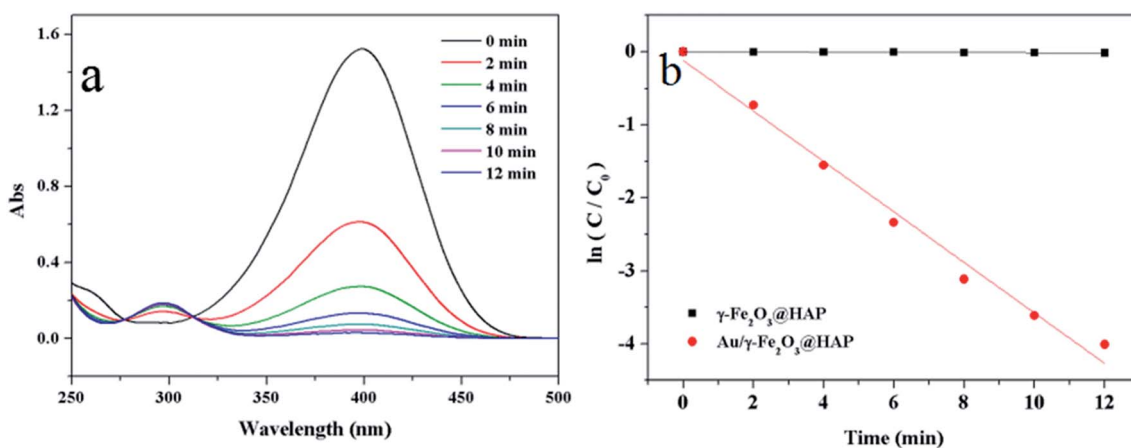 a
1.6
1.2
0.8
0.4
0.0
Abs
250
300
350
400
450
500
Wavelength (nm)
0 min
2 min
4 min
6 min
8 min
10 min
12 min
b
0
-1
-2
-3
-4
ln ( C / C₀ )
γ-Fe₂O₃@HAP
Au/γ-Fe₂O₃@HAP
0
2
4
6
8
10
12
Time (min)